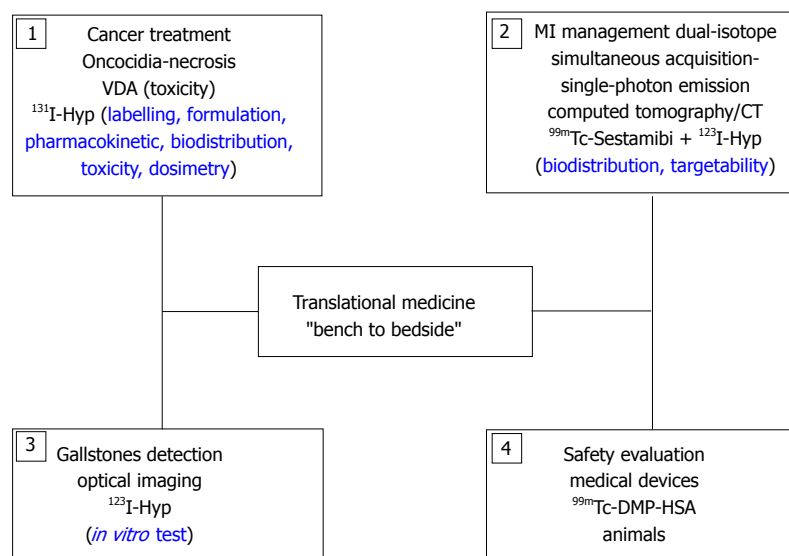 1
Cancer treatment
Oncocidia-necrosis
VDA (toxicity)
¹³¹I-Hyp (labelling, formulation,
pharmacokinetic, biodistribution,
toxicity, dosimetry)
2
MI management dual-isotope
simultaneous acquisition-
single-photon emission
computed tomography/CT
⁹⁹ᵐTc-Sestamibi + ¹²³I-Hyp
(biodistribution, targetability)
Translational medicine
"bench to bedside"
3
Gallstones detection
optical imaging
¹²³I-Hyp
(in vitro test)
4
Safety evaluation
medical devices
⁹⁹ᵐTc-DMP-HSA
animals